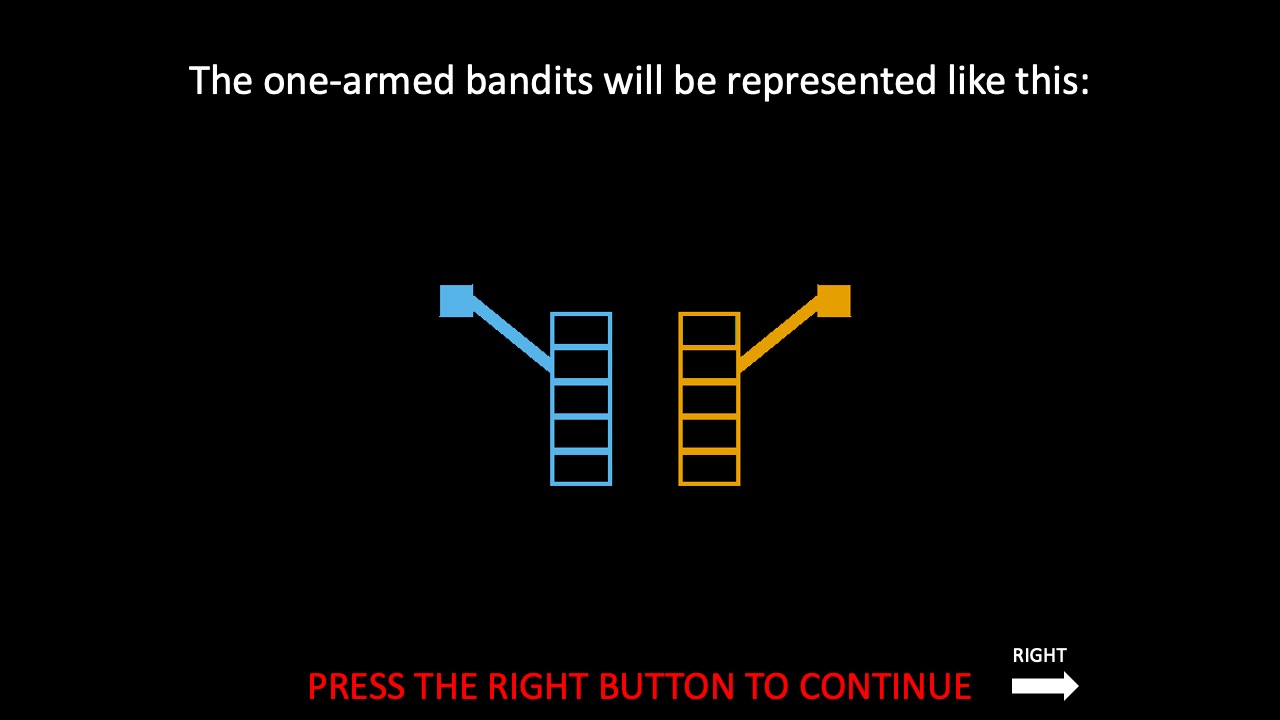 The one-armed bandits will be represented like this:
RIGHT
PRESS THE RIGHT BUTTON TO CONTINUE